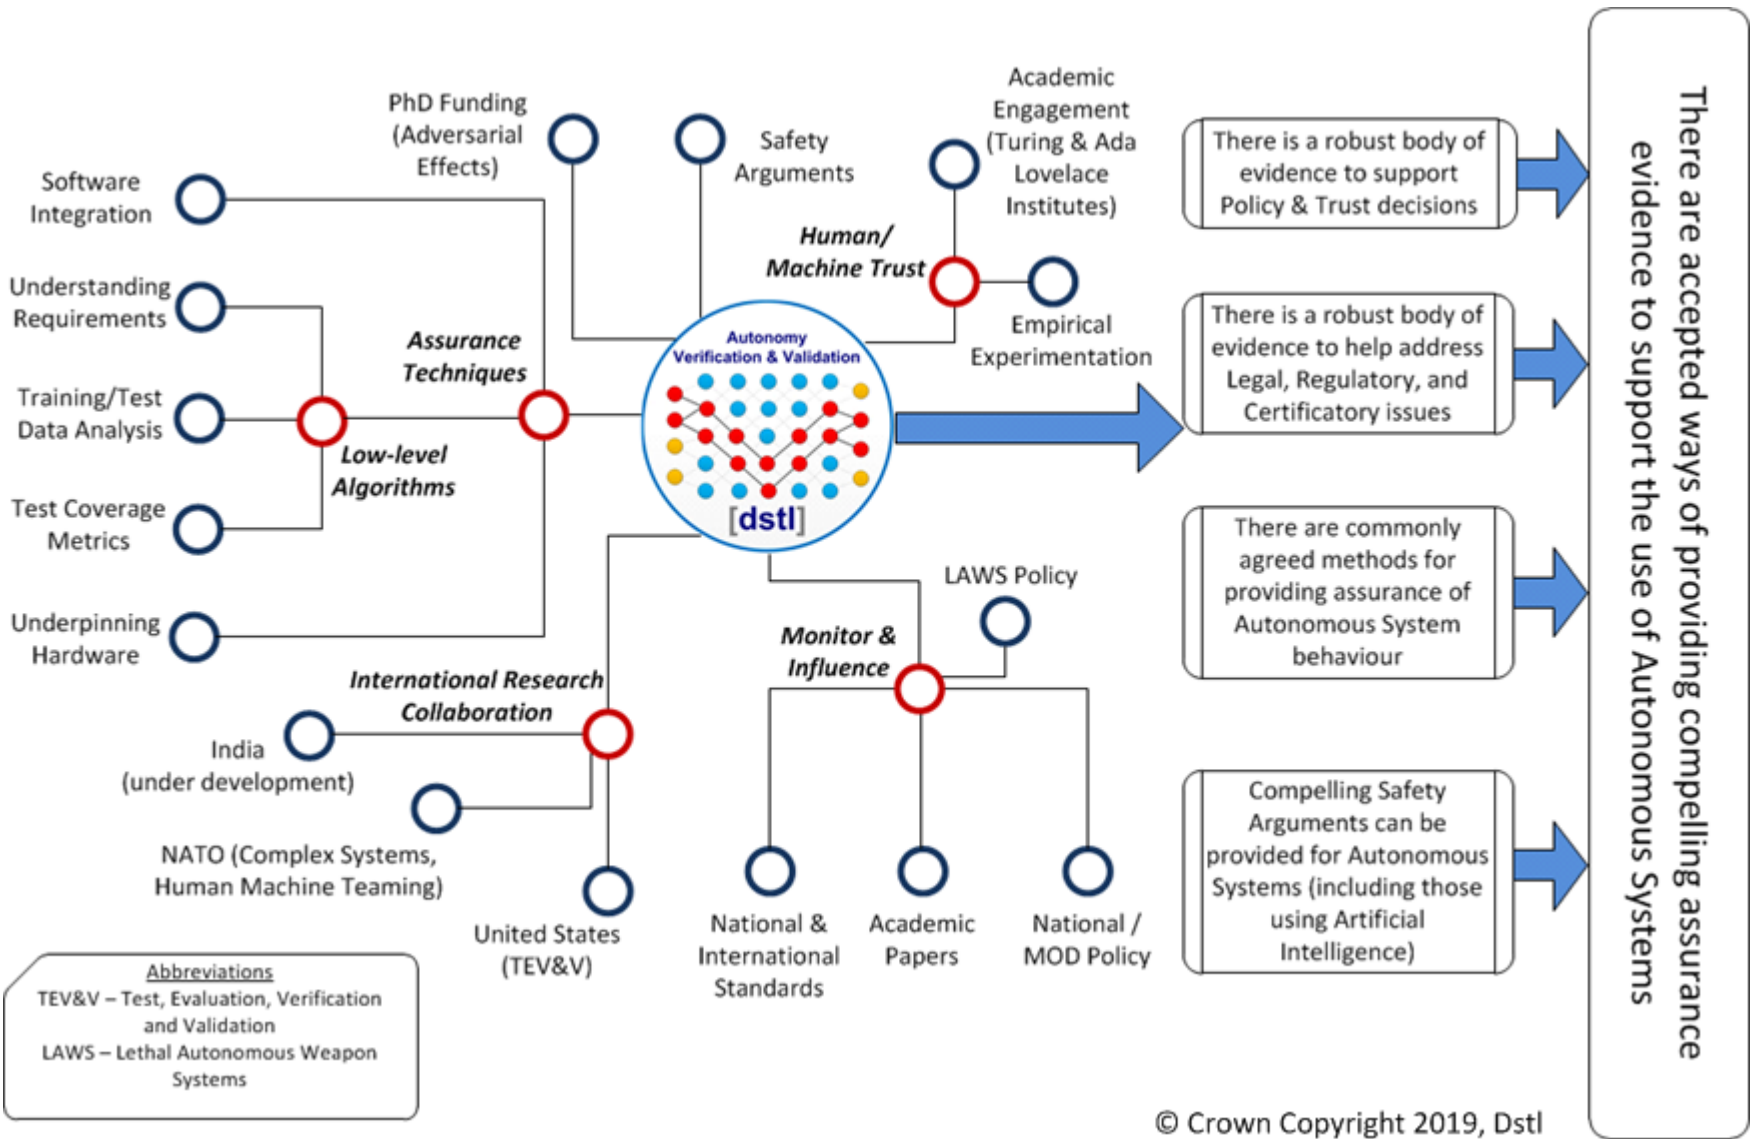 PhD Funding
(Adversarial
Effects)
Safety
Arguments
Academic
Engagement
(Turing & Ada
Lovelace
Institutes)
Software
Integration
Human/
Machine Trust
Understanding
Requirements
Empirical
Experimentation
Assurance
Techniques
Training/Test
Data Analysis
Low-level
Algorithms
Test Coverage
Metrics
Underpinning
Hardware
Autonomy
Verification & Validation
[dstl]
LAWS Policy
Monitor &
Influence
International Research
Collaboration
India
(under development)
NATO (Complex Systems,
Human Machine Teaming)
United States
(TEV&V)
National &
International
Standards
Academic
Papers
National /
MOD Policy
There is a robust body of
evidence to support
Policy & Trust decisions
There is a robust body of
evidence to help address
Legal, Regulatory, and
Certificatory issues
There are commonly
agreed methods for
providing assurance of
Autonomous System
behaviour
Compelling Safety
Arguments can be
provided for Autonomous
Systems (including those
using Artificial
Intelligence)
There are accepted ways of providing compelling assurance
evidence to support the use of Autonomous Systems
Abbreviations
TEV&V – Test, Evaluation, Verification
and Validation
LAWS – Lethal Autonomous Weapon
Systems
© Crown Copyright 2019, Dstl